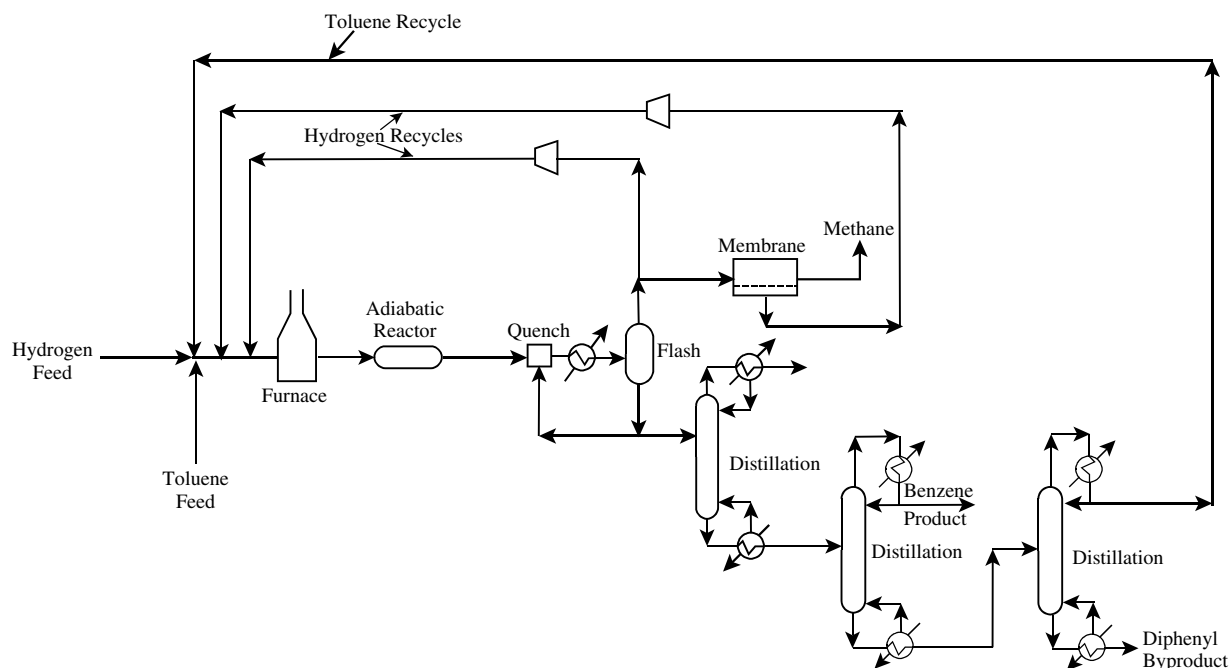 Toluene Recycle
Hydrogen Recycles
Methane
Membrane
Adiabatic
Reactor
Quench
Hydrogen
Feed
Flash
Furnace
Toluene
Feed
Distillation
Benzene
Product
Distillation
Distillation
Diphenyl
Byproduct